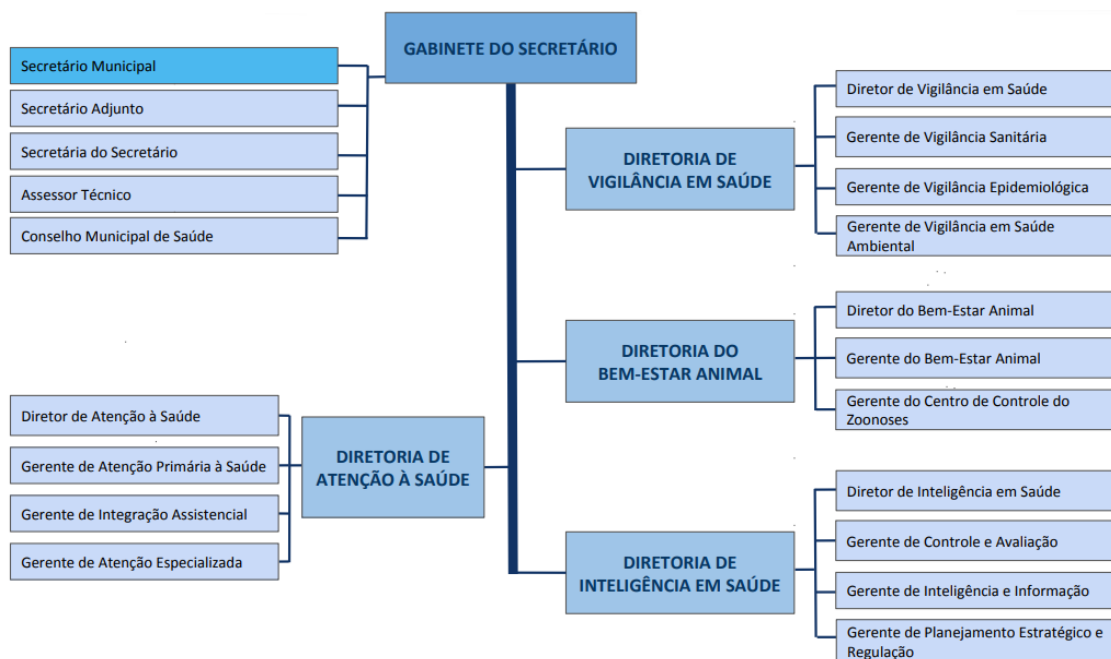 GABINETE DO SECRETÁRIO
Secretário Municipal
Secretário Adjunto
Secretária do Secretário
Assessor Técnico
Conselho Municipal de Saúde
DIRETORIA DE
VIGILÂNCIA EM SAÚDE
Diretor de Vigilância em Saúde
Gerente de Vigilância Sanitária
Gerente de Vigilância Epidemiológica
Gerente de Vigilância em Saúde
Ambiental
DIRETORIA DO
BEM-ESTAR ANIMAL
Diretor do Bem-Estar Animal
Gerente do Bem-Estar Animal
Gerente do Centro de Controle do
Zoonoses
Diretor de Atenção à Saúde
Gerente de Atenção Primária à Saúde
Gerente de Integração Assistencial
Gerente de Atenção Especializada
DIRETORIA DE
ATENÇÃO À SAÚDE
DIRETORIA DE
INTELIGÊNCIA EM SAÚDE
Diretor de Inteligência em Saúde
Gerente de Controle e Avaliação
Gerente de Inteligência e Informação
Gerente de Planejamento Estratégico e
Regulação